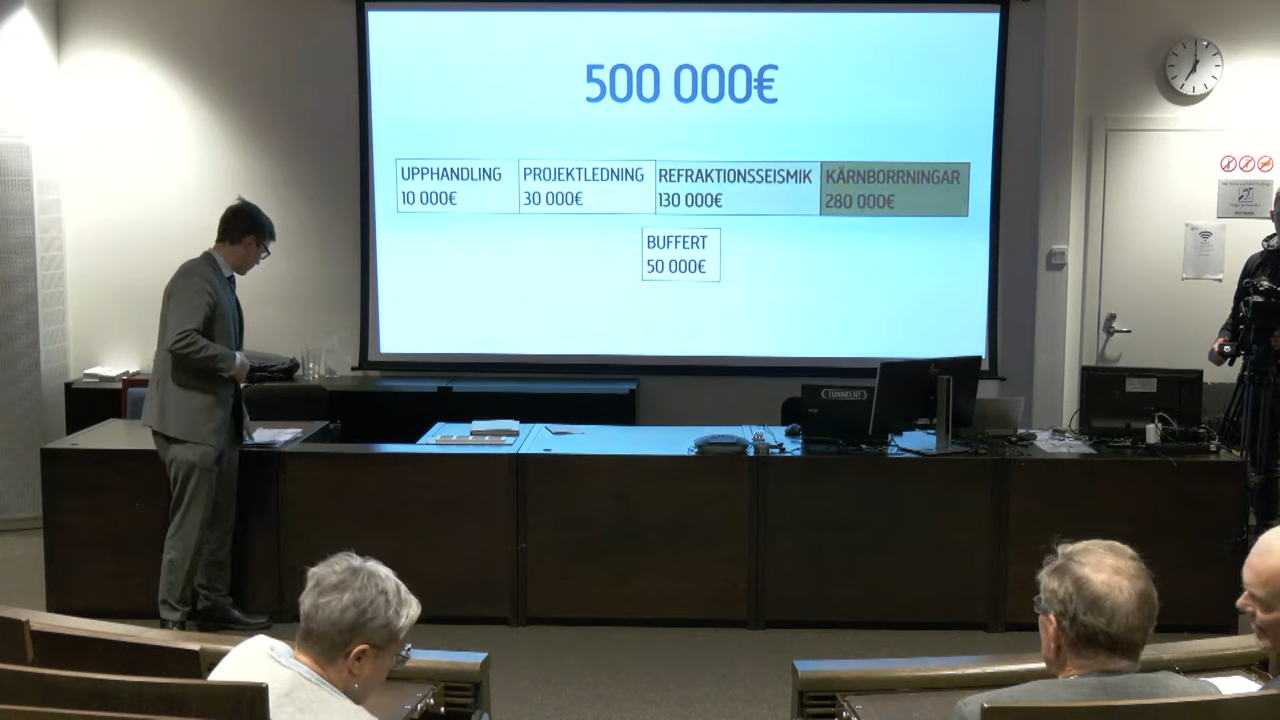 500 000€
UPPHANDLING
10 000€
PROJEKTLEDNING
30 000€
REFRAKTIONSSEISMIK
130 000€
KÄRNBORRNINGAR
280 000€
BUFFERT
50 000€
TUNNELN!